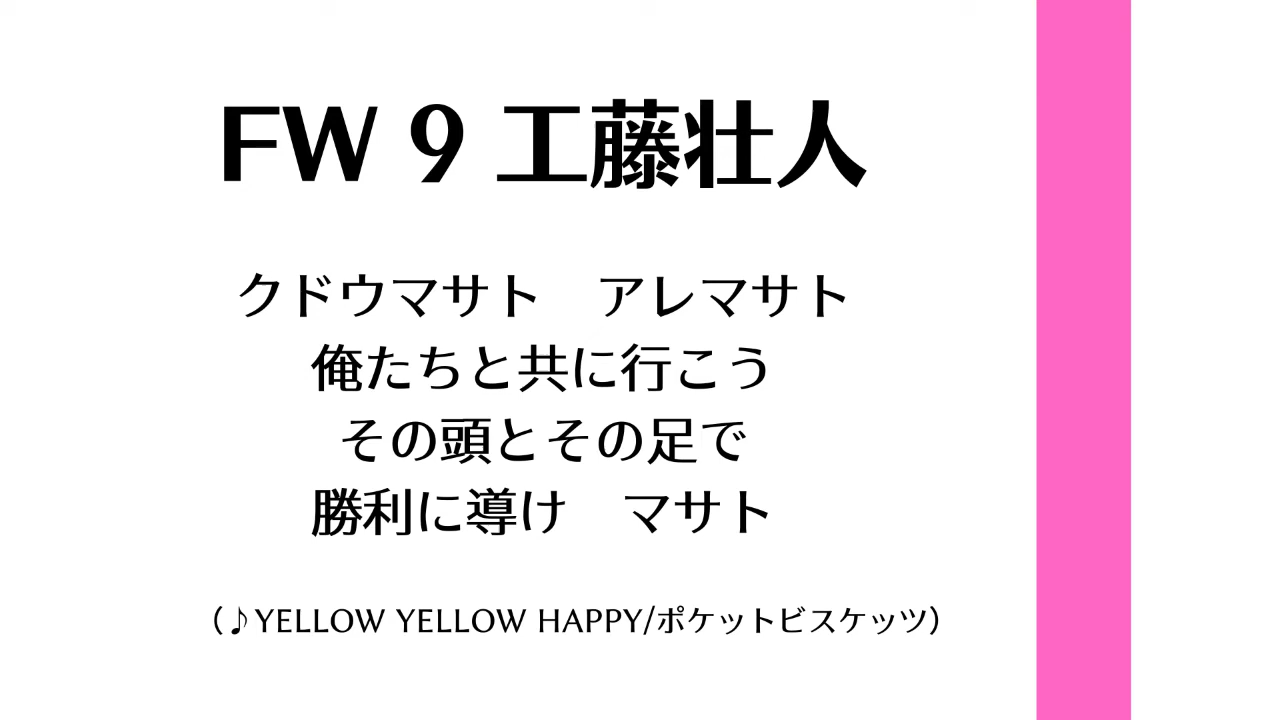 FW 9 工藤壮人
クドウマサト　アレマサト
俺たちと共に行こう
その頭とその足で
勝利に導け　マサト
（♪YELLOW YELLOW HAPPY/ポケットビスケッツ）